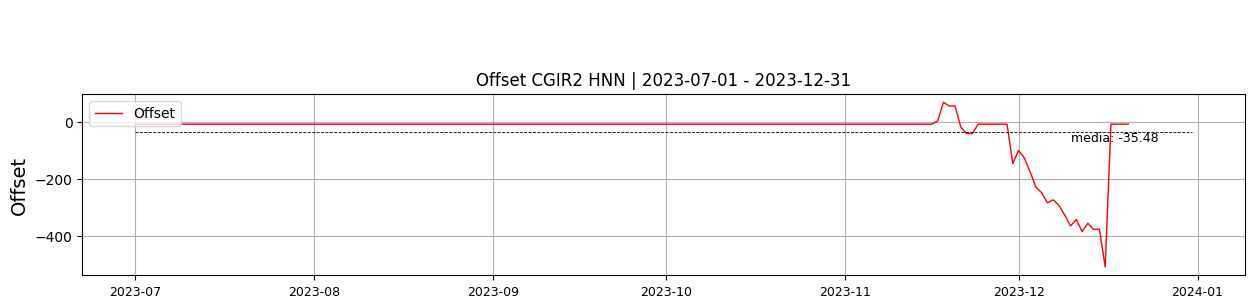 Offset CGIR2 HNN | 2023-07-01 - 2023-12-31
Offset
0
−200
−400
Offset
media: -35.48
2023-07
2023-08
2023-09
2023-10
2023-11
2023-12
2024-01